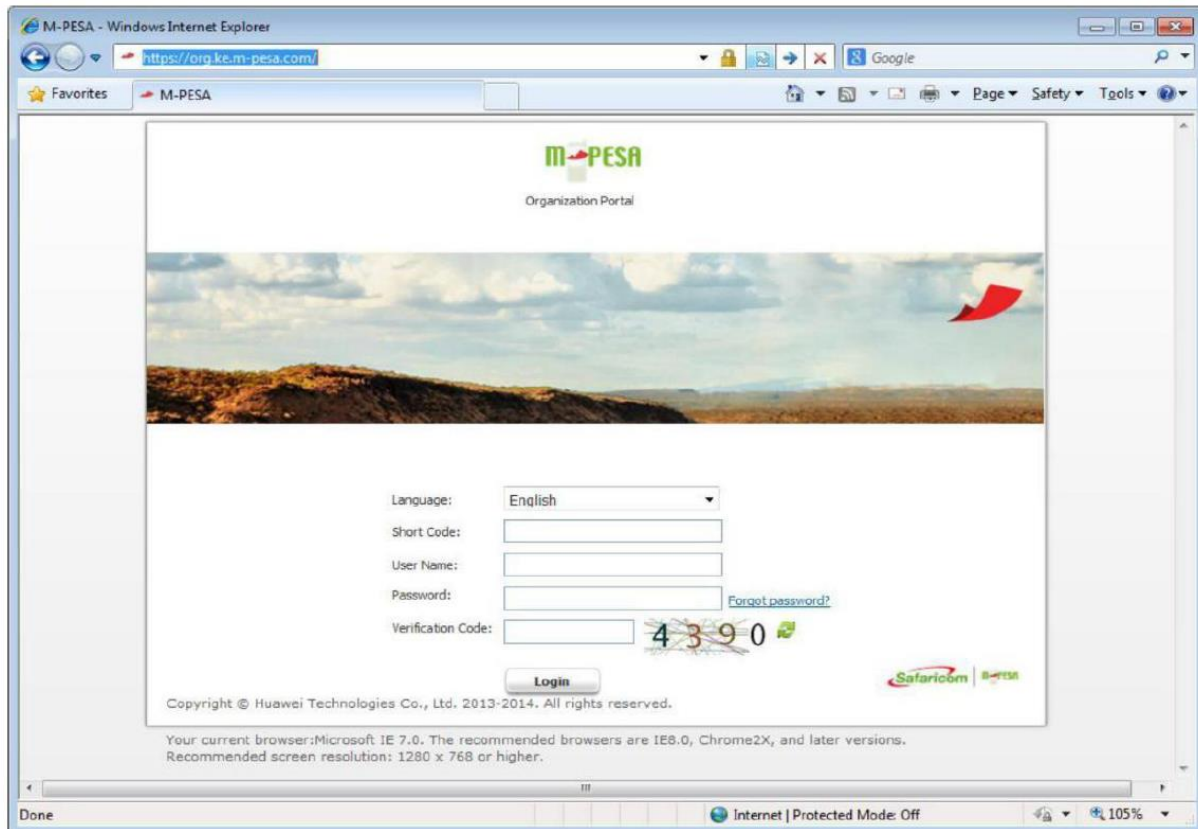 M-PESA - Windows Internet Explorer
https://org.ke.m-pesa.com/
Google
Favorites
M-PESA
Page Safety Tools
M-PESA
Organization Portal
Language: English
Short Code:
User Name:
Password: Forgot password?
Verification Code: 4390
Login
Safaricom M-PESA
Copyright © Huawei Technologies Co., Ltd. 2013-2014. All rights reserved.
Your current browser:Microsoft IE 7.0. The recommended browsers are IE8.0, Chrome2X, and later versions.
Recommended screen resolution: 1280 x 768 or higher.
Done
Internet | Protected Mode: Off
105%